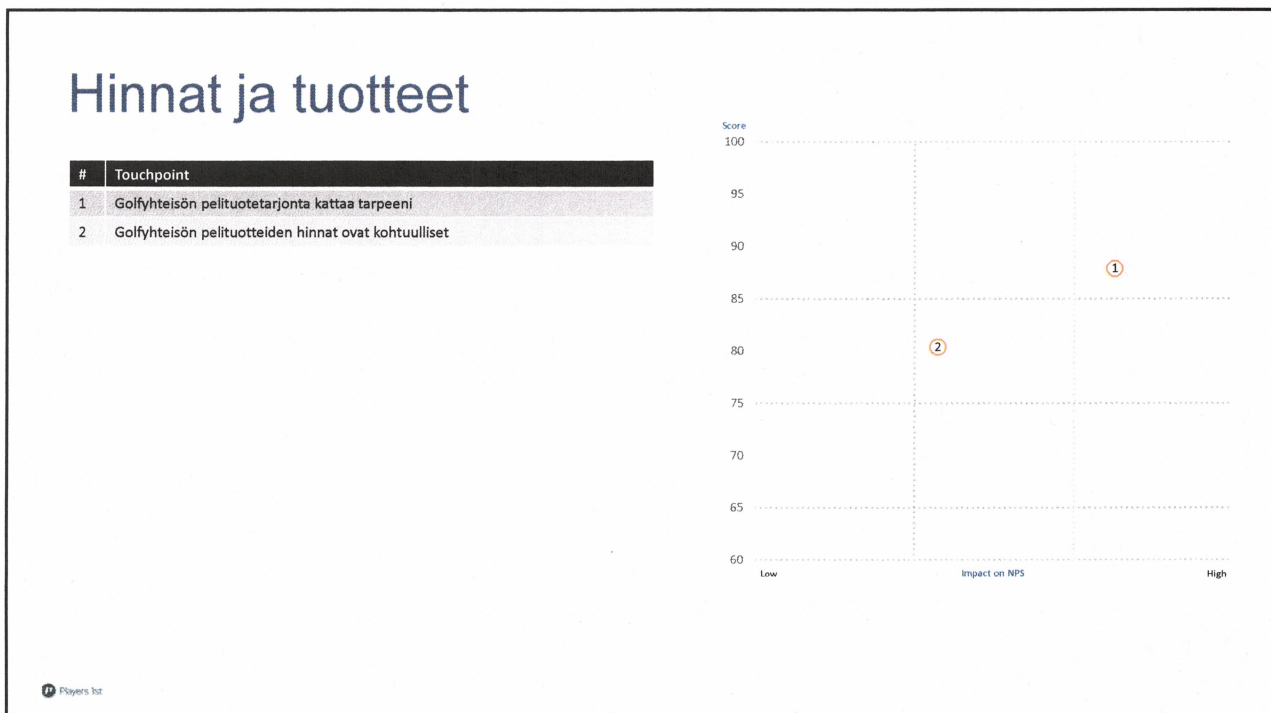 Hinnat ja tuotteet
# Touchpoint
1 Golfyhteisön pelituotetarjonta kattaa tarpeeni
2 Golfyhteisön pelituotteiden hinnat ovat kohtuulliset
Score
100
95
90
85
80
75
70
65
60
1
2
Low Impact on NPS High
Players 1st